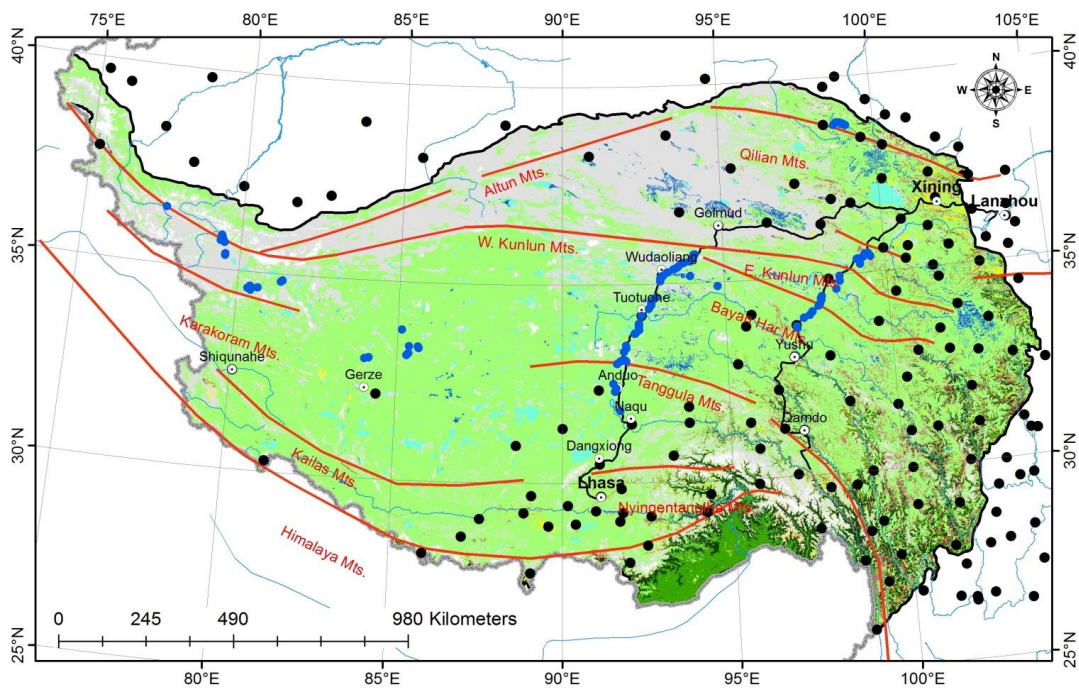 75°E 80°E 85°E 90°E 95°E 100°E 105°E
40°N 40°N
N
W E
S
Qilian Mts.
Altun Mts.
Xining
Lanzhou
Golmud
35°N W. Kunlun Mts. 35°N
Wudaoliang
E. Kunlun Mts.
Tuotuohe
Bayan Har Mts.
Karakoram Mts.
Yushu
Shiqunahe
Gerze
Anduo
Tanggula Mts.
Naqu
Qamdo
30°N Dangxiong 30°N
Kailas Mts.
Lhasa
Nyingentanglha Mts.
Himalaya Mts.
0 245 490 980 Kilometers
25°N 25°N
80°E 85°E 90°E 95°E 100°E